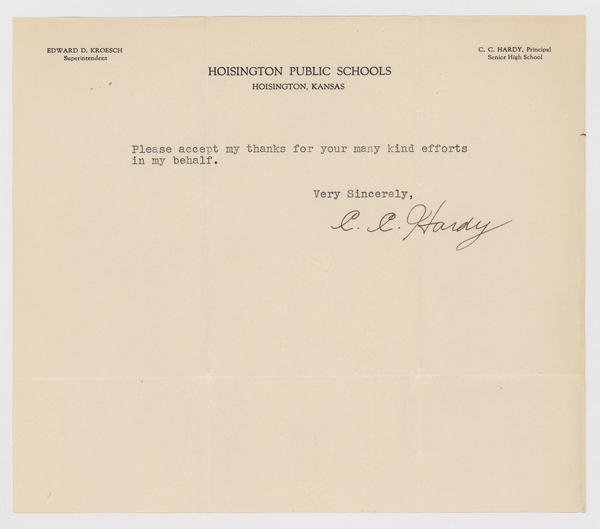 EDWARD D. KROESCH
Superintendent
C. C. HARDY, Principal
Senior High School
HOISINGTON PUBLIC SCHOOLS
HOISINGTON, KANSAS
Please accept my thanks for your many kind efforts
in my behalf.
Very Sincerely,
C. C. Hardy